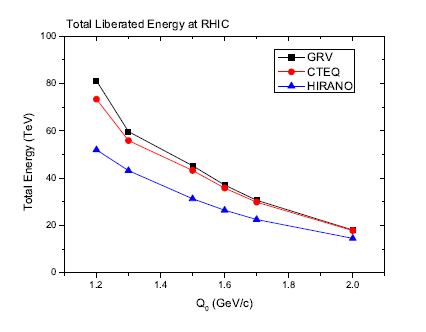 Total Liberated Energy at RHIC
100
80
60
40
20
0
Total Energy (TeV)
GRV
CTEQ
HIRANO
1.2 1.4 1.6 1.8 2.0
Q₀ (GeV/c)